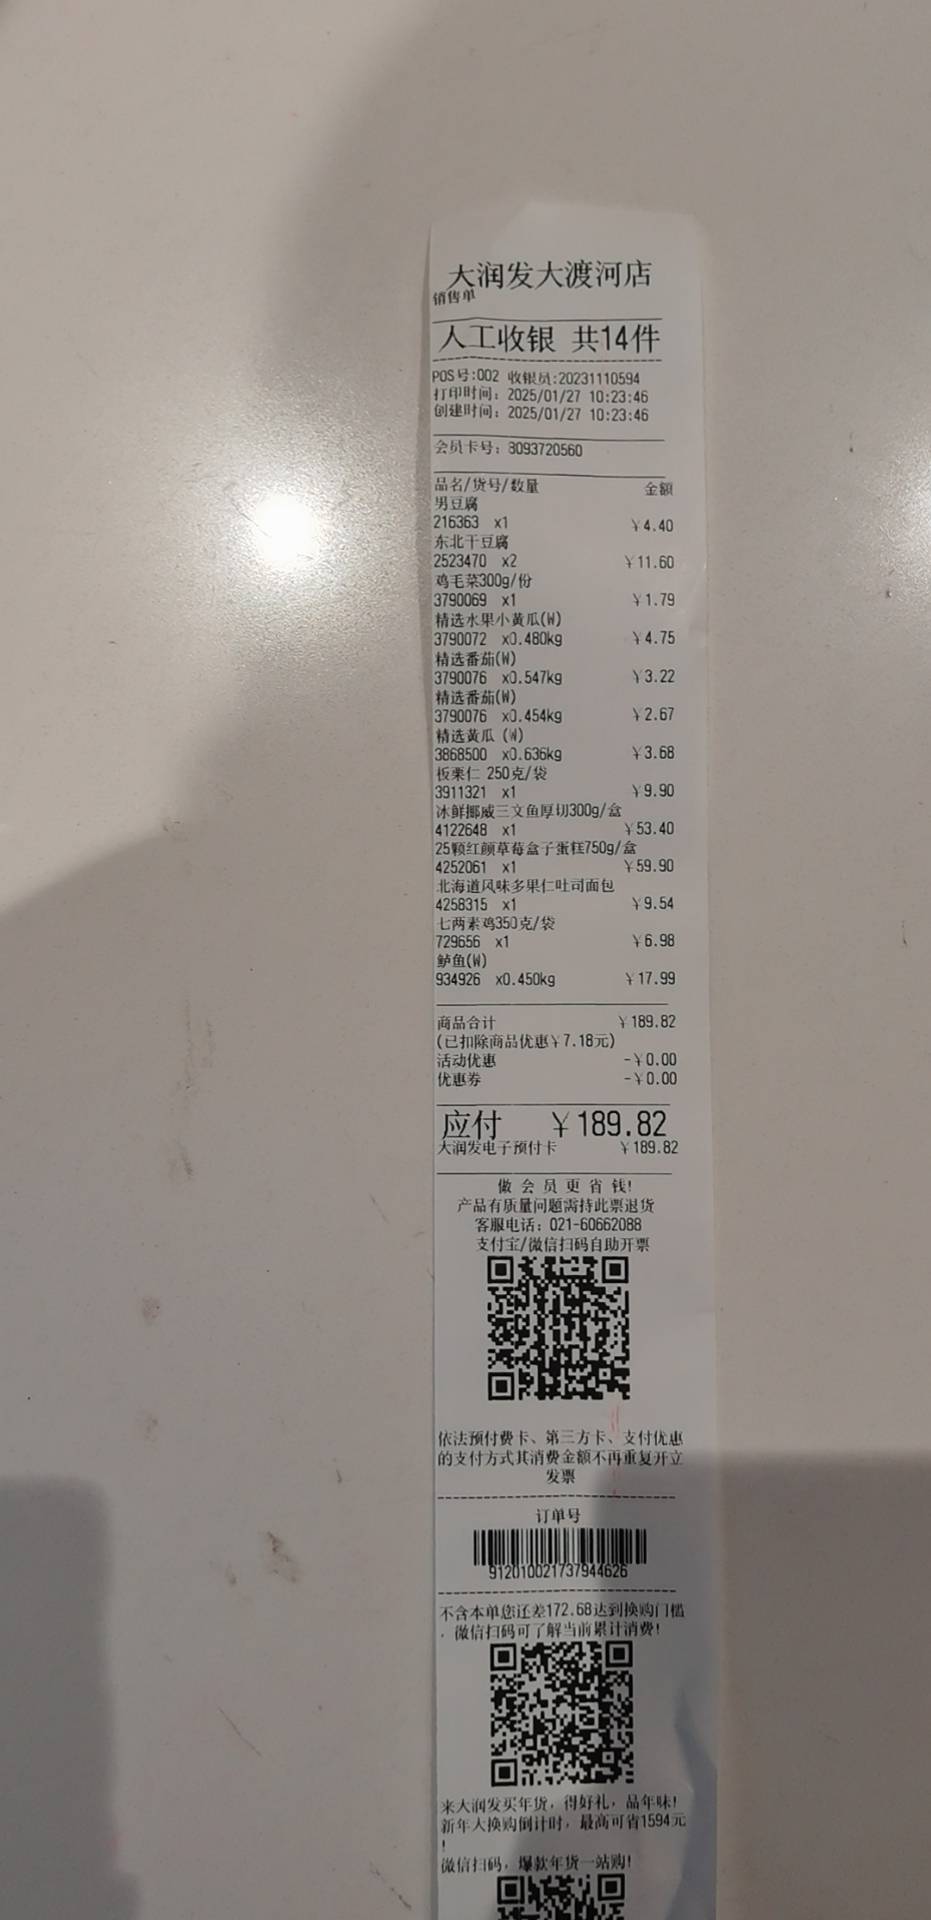 大润发大渡河店
销售单
人工收银 共14件
POS号:002 收银员:20231110594
打印时间: 2025/01/27 10:23:46
创建时间: 2025/01/27 10:23:46
会员卡号: 8093720560
品名/货号/数量 金额
男豆腐
216363 x1 ¥4.40
东北干豆腐
2523470 x2 ¥11.60
鸡毛菜300g/份
3790069 x1 ¥1.79
精选水果小黄瓜(W)
3790072 x0.480kg ¥4.75
精选番茄(W)
3790076 x0.547kg ¥3.22
精选番茄(W)
3790076 x0.454kg ¥2.67
精选黄瓜 (W)
3868500 x0.636kg ¥3.68
板栗仁 250克/袋
3911321 x1 ¥9.90
冰鲜挪威三文鱼厚切300g/盒
4122648 x1 ¥53.40
25颗红颜草莓盒子蛋糕750g/盒
4252061 x1 ¥59.90
北海道风味多果仁吐司面包
4258315 x1 ¥9.54
七两素鸡350克/袋
729656 x1 ¥6.98
鲈鱼(W)
934926 x0.450kg ¥17.99
商品合计 ¥189.82
(已扣除商品优惠¥7.18元)
活动优惠 -¥0.00
优惠券 -¥0.00
应付 ¥189.82
大润发电子预付卡 ¥189.82
做会员更省钱!
产品有质量问题需持此票退货
客服电话: 021-60662088
支付宝/微信扫码自助开票
依法预付费卡、第三方卡、支付优惠
的支付方式其消费金额不再重复开立
发票
订单号
912010021737944626
不含本单您还差172.68达到换购门槛
，微信扫码可了解当前累计消费!
来大润发买年货，得好礼，品年味!
新年大换购倒计时，最高可省1594元
!
微信扫码，爆款年货一站购!